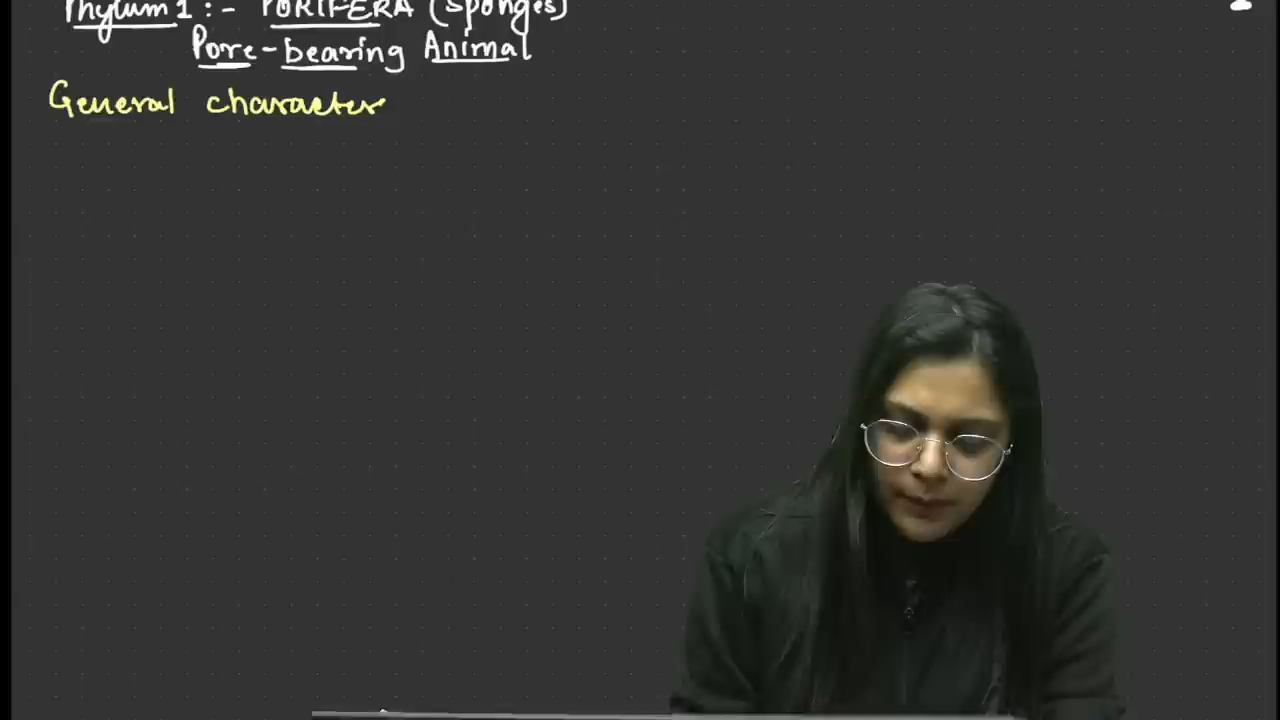 Phylum 1 :- PORIFERA (Sponges)
Pore-bearing Animal
General character